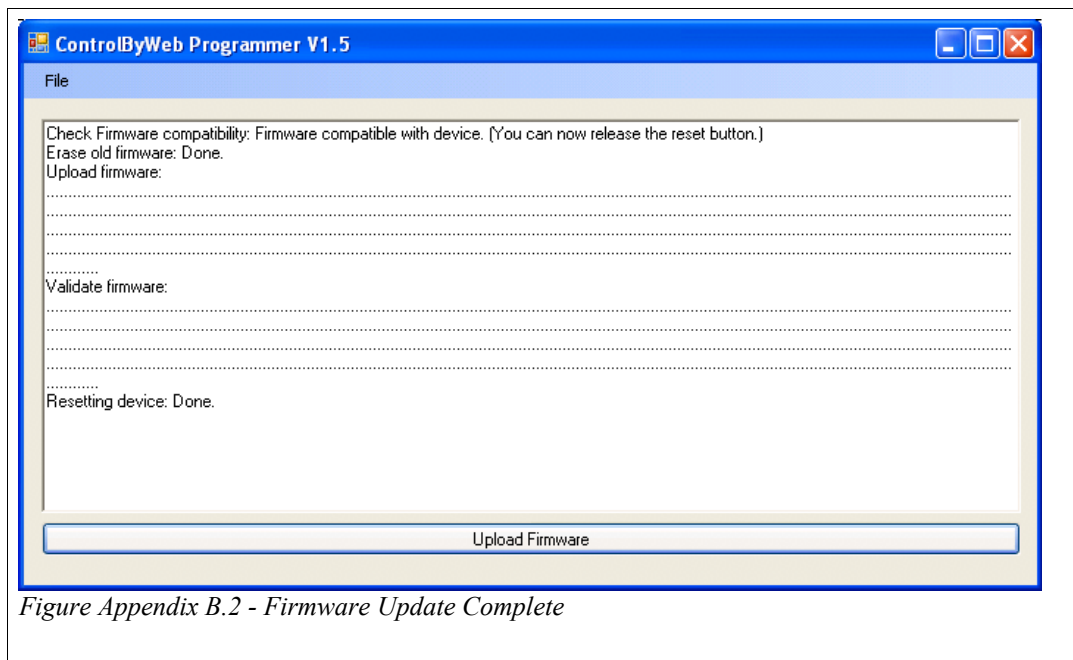 ControlByWeb Programmer V1.5
File
Check Firmware compatibility: Firmware compatible with device. (You can now release the reset button.)
Erase old firmware: Done.
Upload firmware:
................................................................................................................................................................
................................................................................................................................................................
................................................................................................................................................................
................................................................................................................................................................
............
Validate firmware:
................................................................................................................................................................
................................................................................................................................................................
................................................................................................................................................................
................................................................................................................................................................
............
Resetting device: Done.
Upload Firmware
Figure Appendix B.2 - Firmware Update Complete